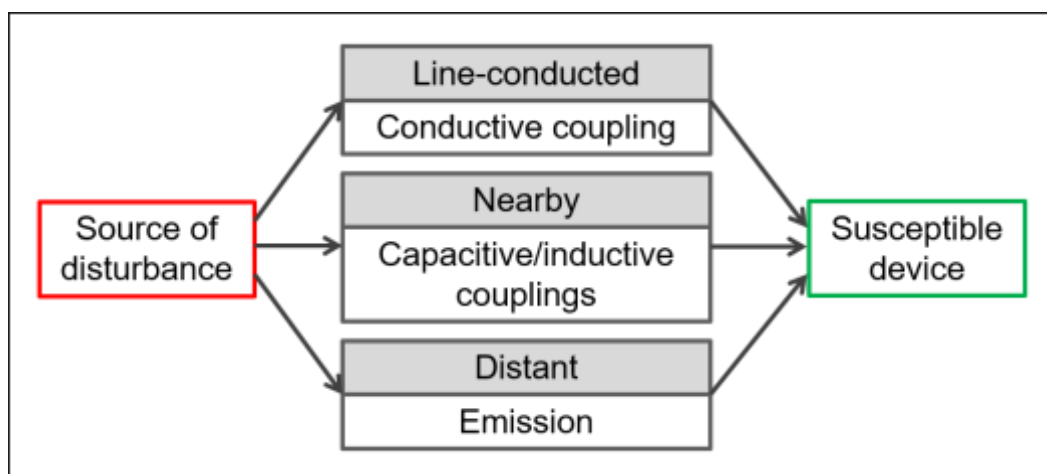 Line-conducted
Conductive coupling
Source of
disturbance
Nearby
Capacitive/inductive
couplings
Susceptible
device
Distant
Emission